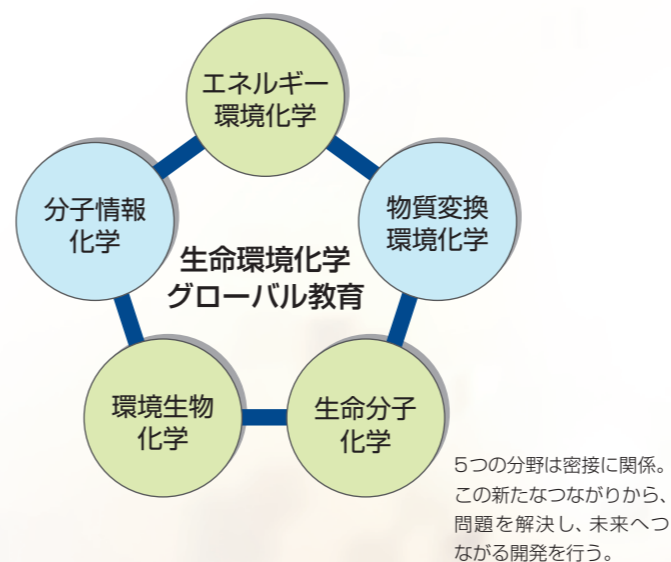 エネルギー
環境化学
分子情報
化学
物質変換
環境化学
生命環境化学
グローバル教育
環境生物
化学
生命分子
化学
5つの分野は密接に関係。
この新たなつながりから、
問題を解決し、未来へつ
ながる開発を行う。